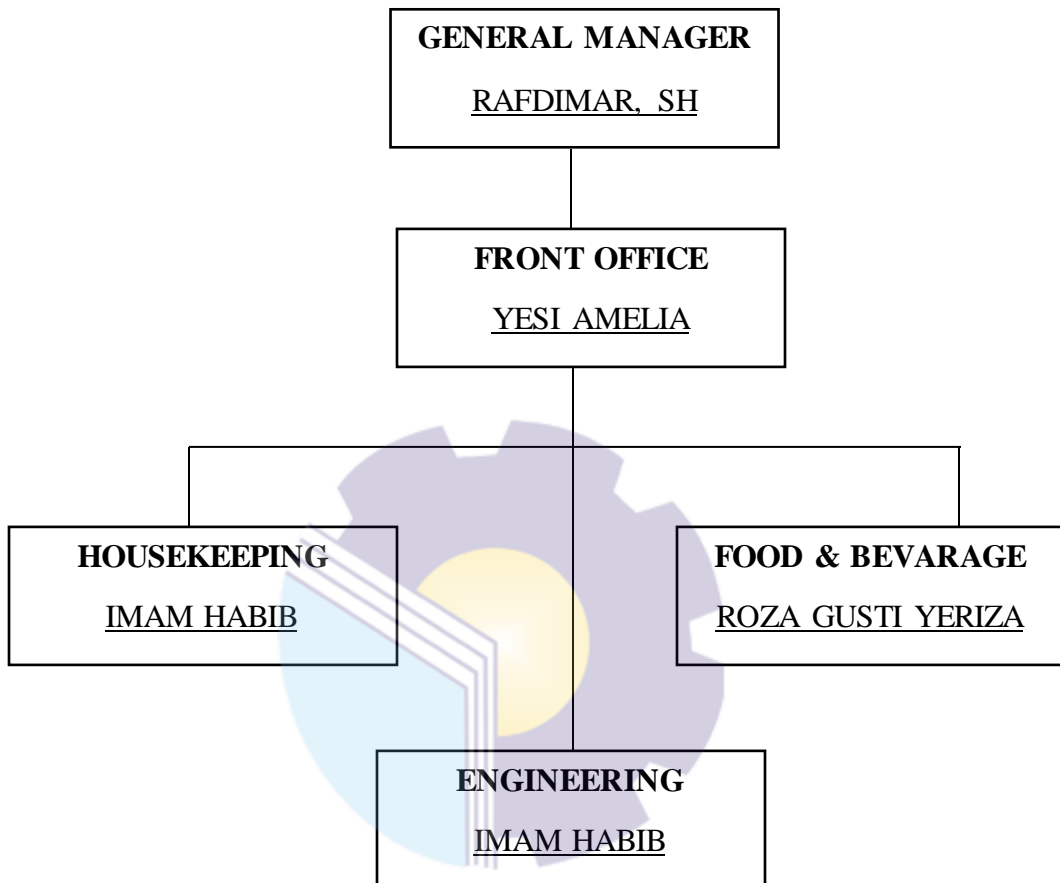 GENERAL MANAGER
RAFDIMAR, SH
FRONT OFFICE
YESI AMELIA
HOUSEKEEPING
IMAM HABIB
FOOD & BEVARAGE
ROZA GUSTI YERIZA
ENGINEERING
IMAM HABIB